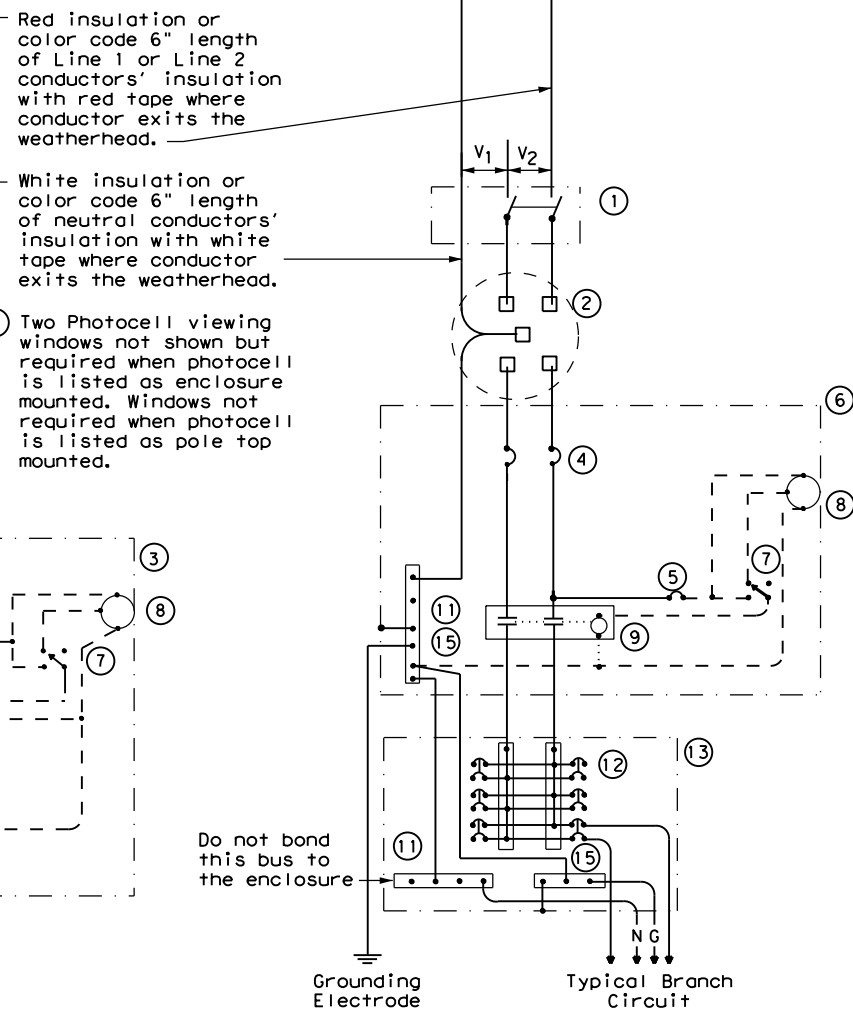 Red insulation or
color code 6" length
of Line 1 or Line 2
conductors' insulation
with red tape where
conductor exits the
weatherhead.
V1 V2
White insulation or
color code 6" length
of neutral conductors'
insulation with white
tape where conductor
exits the weatherhead.
1
2
Two Photocell viewing
windows not shown but
required when photocell
is listed as enclosure
mounted. Windows not
required when photocell
is listed as pole top
mounted.
6
4
8
3
8
7
5
7
11
15
9
13
12
Do not bond
this bus to
the enclosure
11
15
N G
Grounding
Electrode
Typical Branch
Circuit